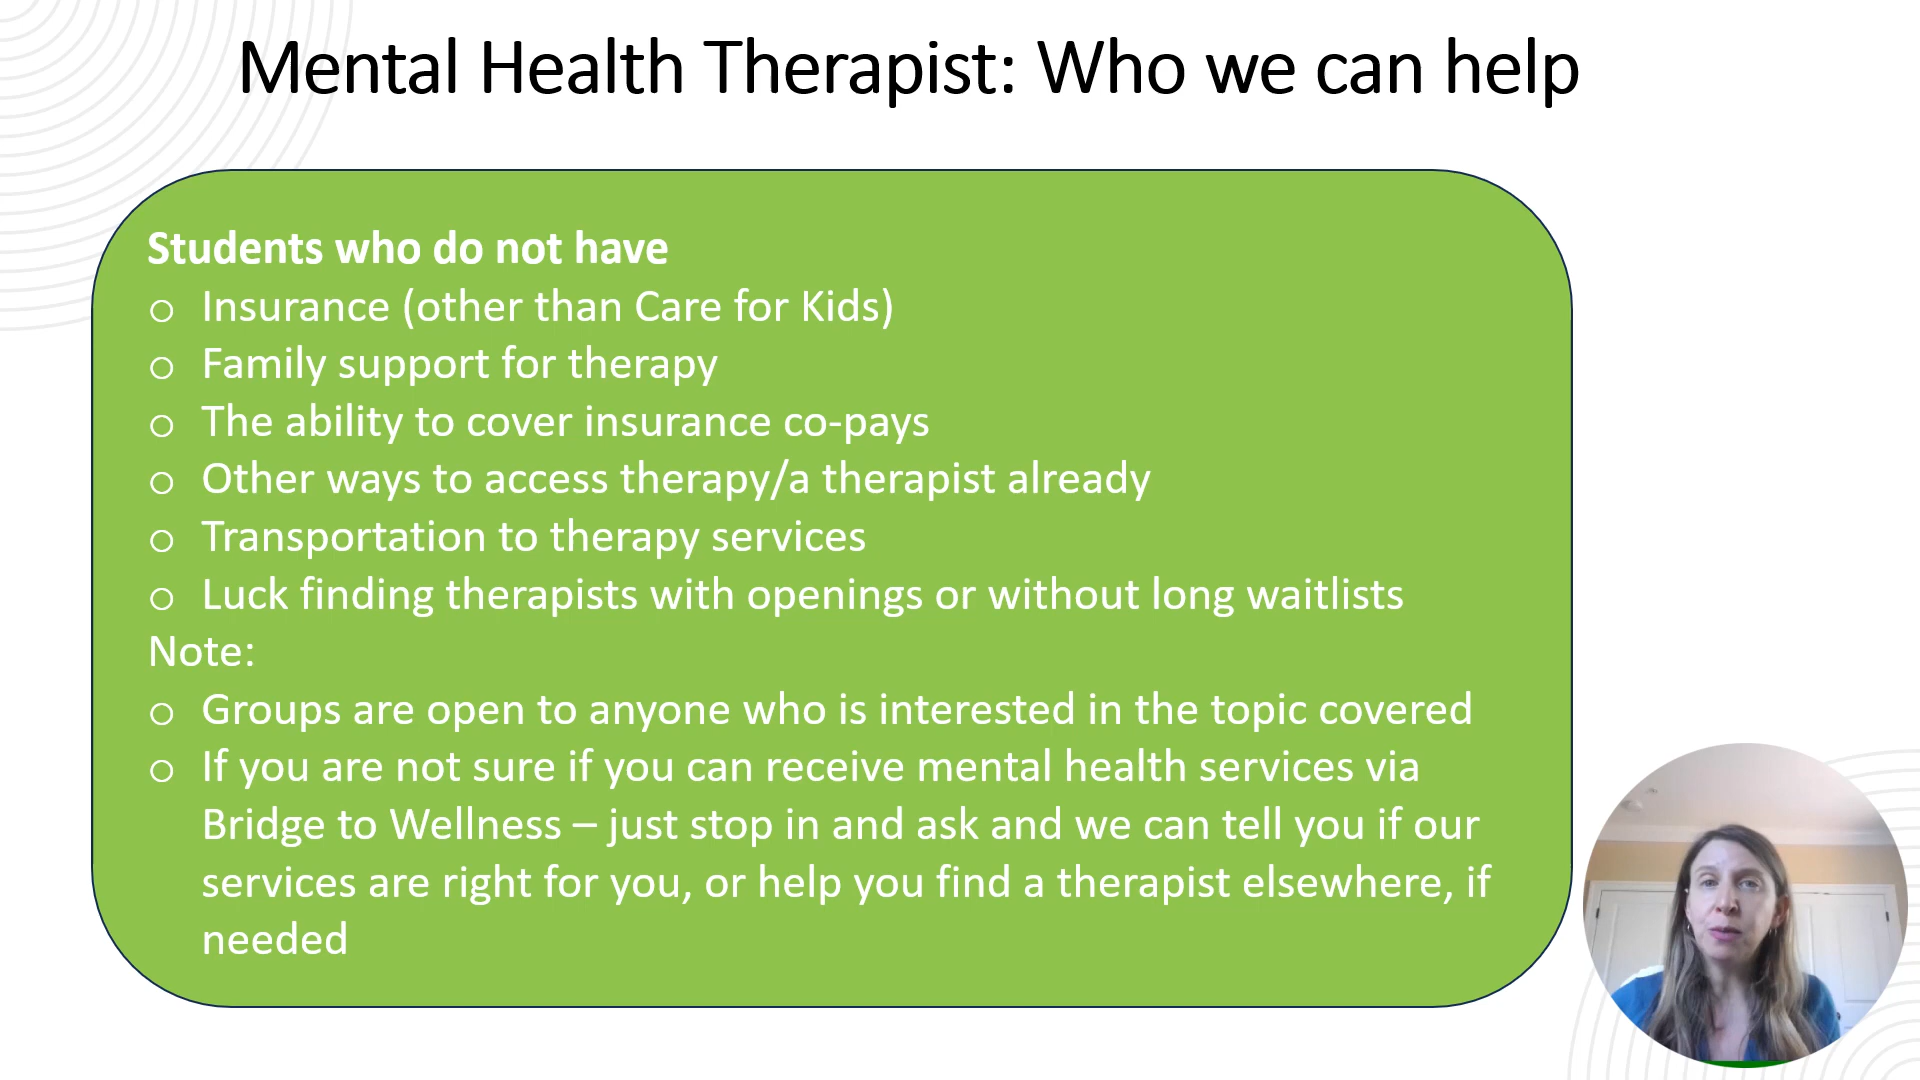 Mental Health Therapist: Who we can help
Students who do not have
o Insurance (other than Care for Kids)
o Family support for therapy
o The ability to cover insurance co-pays
o Other ways to access therapy/a therapist already
o Transportation to therapy services
o Luck finding therapists with openings or without long waitlists
Note:
o Groups are open to anyone who is interested in the topic covered
o If you are not sure if you can receive mental health services via
Bridge to Wellness – just stop in and ask and we can tell you if our
services are right for you, or help you find a therapist elsewhere, if
needed